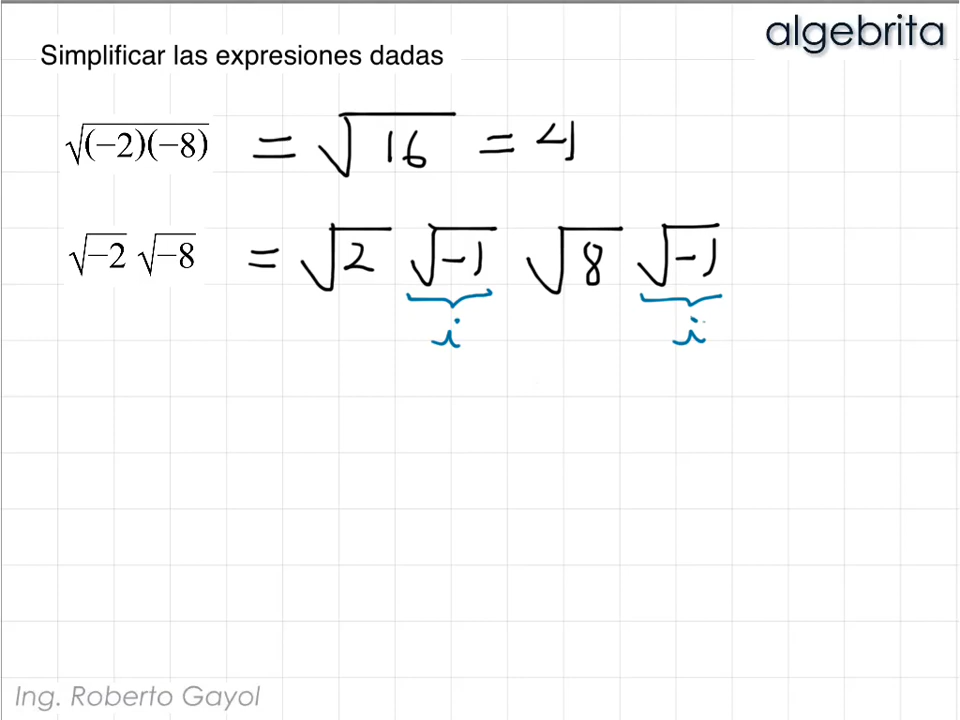 algebrita
Simplificar las expresiones dadas
√(−2)(−8) = √16 = 4
√−2 √−8 = √2 √−1 √8 √−1
i i
Ing. Roberto Gayol